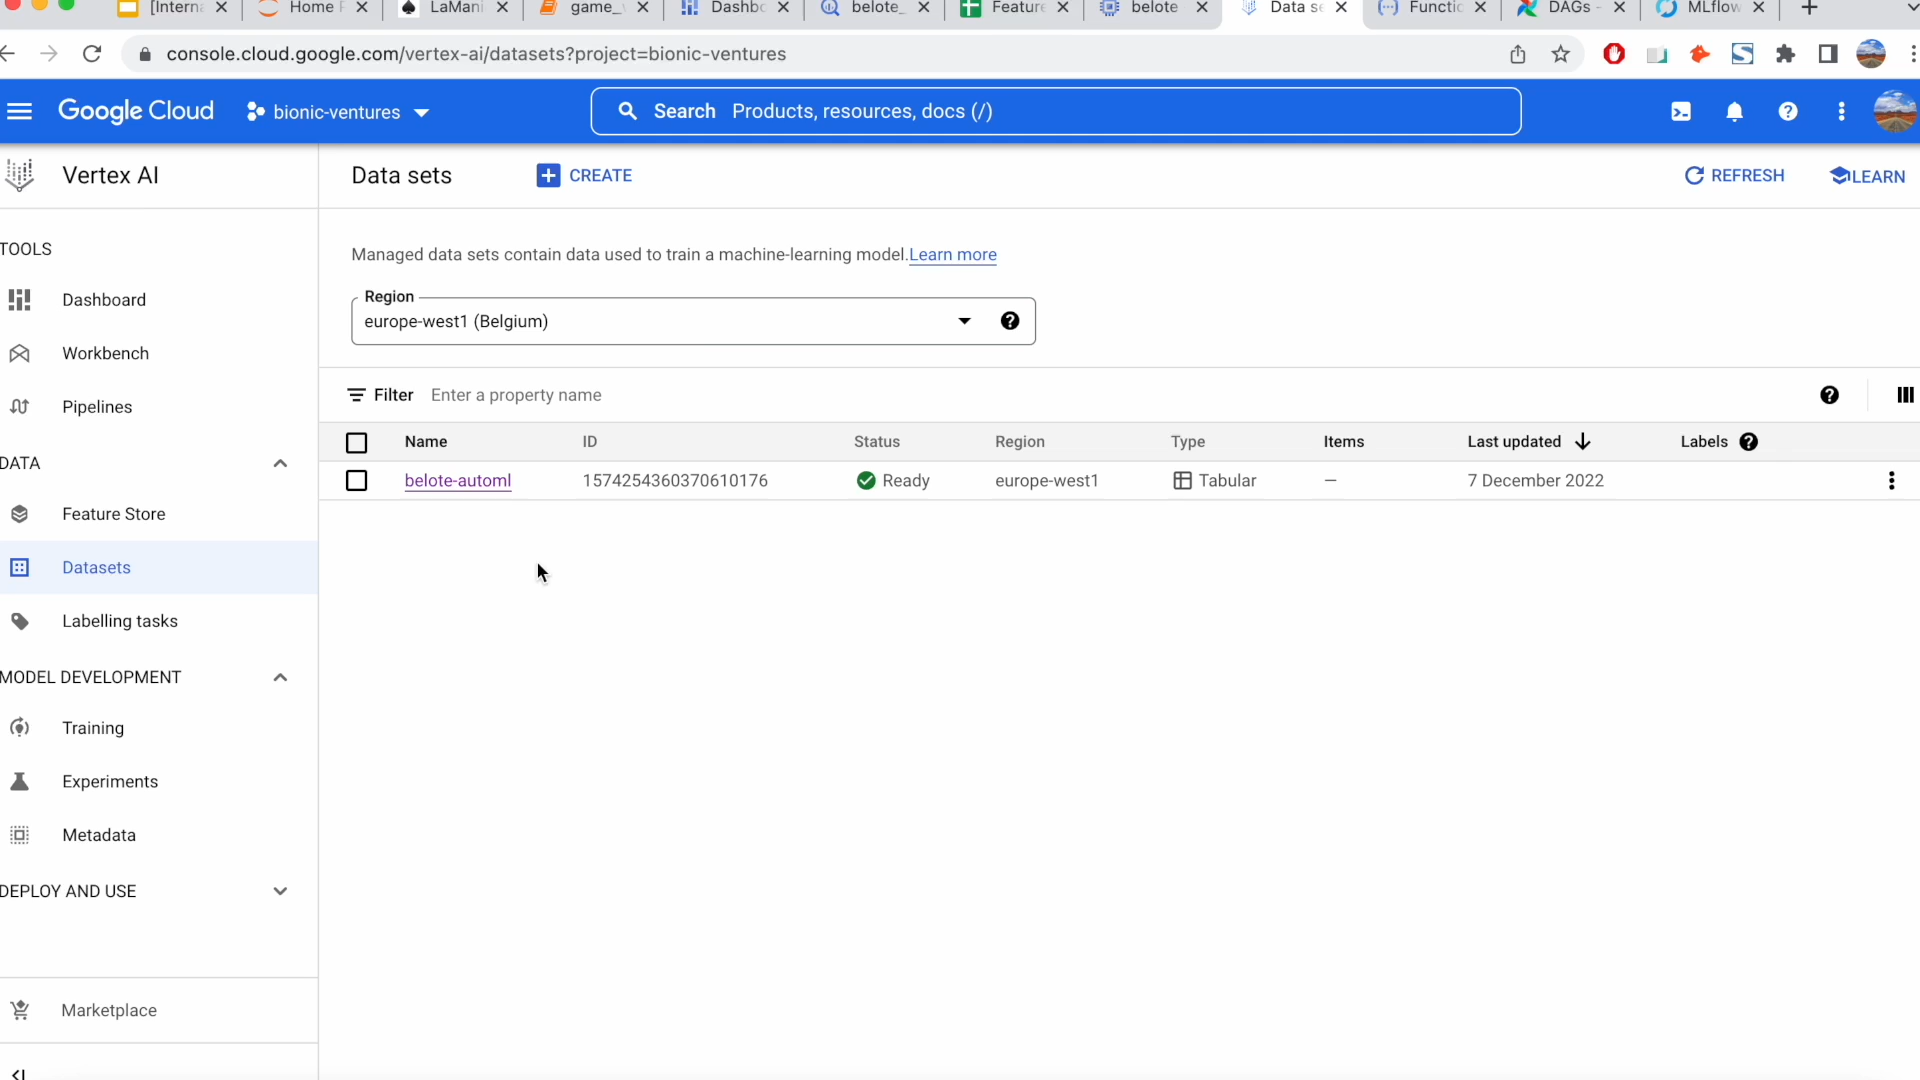 [Interna Home LaMani game_ Dashbo belote_ Feature belote Data se Functio DAGs - MLflow
console.cloud.google.com/vertex-ai/datasets?project=bionic-ventures
Google Cloud bionic-ventures Search Products, resources, docs (/)
Vertex AI Data sets CREATE REFRESH LEARN
TOOLS
Managed data sets contain data used to train a machine-learning model. Learn more
Dashboard
Region
europe-west1 (Belgium)
Workbench
Filter Enter a property name
Pipelines
Name ID Status Region Type Items Last updated Labels
DATA
belote-automl 1574254360370610176 Ready europe-west1 Tabular — 7 December 2022
Feature Store
Datasets
Labelling tasks
MODEL DEVELOPMENT
Training
Experiments
Metadata
DEPLOY AND USE
Marketplace